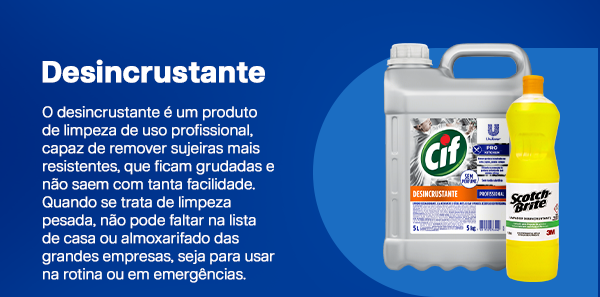 Desincrustante
O desincrustante é um produto
de limpeza de uso profissional,
capaz de remover sujeiras mais
resistentes, que ficam grudadas e
não saem com tanta facilidade.
Quando se trata de limpeza
pesada, não pode faltar na lista
de casa ou almoxarifado das
grandes empresas, seja para usar
na rotina ou em emergências.
Cif
Unilever
PRO
SEM
PERFUME
DESINCRUSTANTE
PROFESSIONAL
5 L
5 kg
Scotch-
Brite
3M